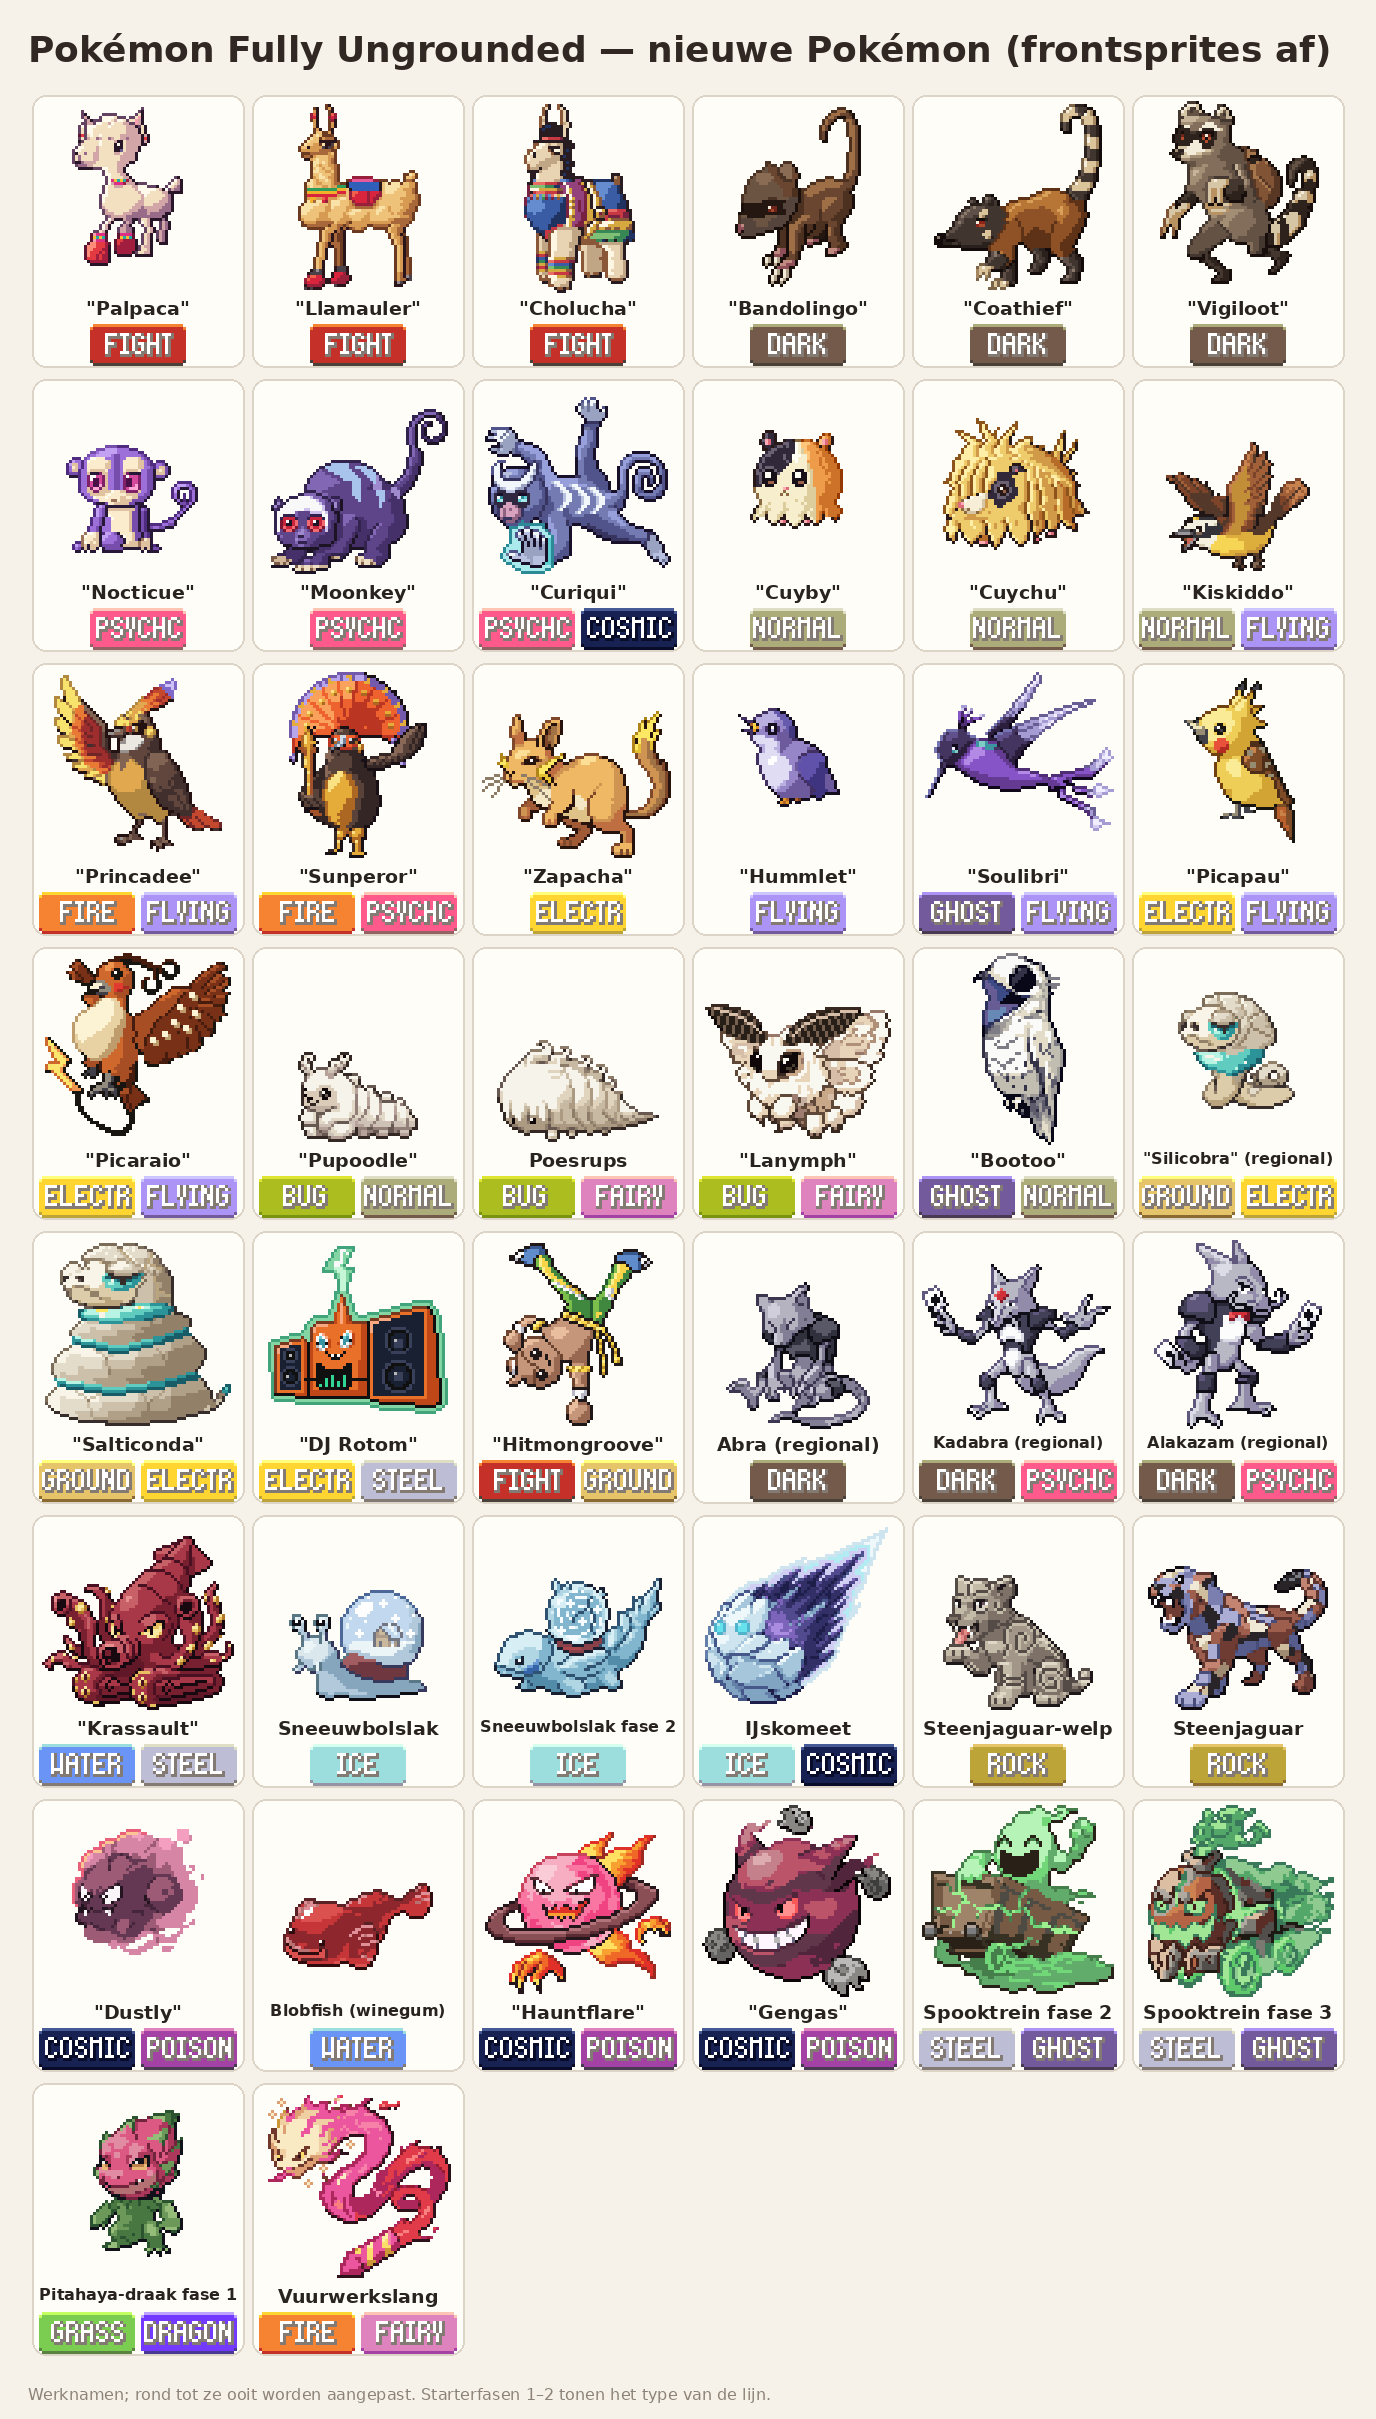 Pokémon Fully Ungrounded — nieuwe Pokémon (frontsprites af)
"Palpaca" "Llamauler" "Cholucha" "Bandolingo" "Coathief" "Vigiloot"
FIGHT FIGHT FIGHT DARK DARK DARK
"Nocticue" "Moonkey" "Curiqui" "Cuyby" "Cuychu" "Kiskiddo"
PSYCHC PSYCHC PSYCHC COSMIC NORMAL NORMAL NORMAL FLYING
"Princadee" "Sunperor" "Zapacha" "Hummlet" "Soulibri" "Picapau"
FIRE FLYING FIRE PSYCHC ELECTR FLYING GHOST FLYING ELECTR FLYING
"Picaraio" "Pupoodle" Poesrups "Lanymph" "Bootoo" "Silicobra" (regional)
ELECTR FLYING BUG NORMAL BUG FAIRY BUG FAIRY GHOST NORMAL GROUND ELECTR
"Salticonda" "DJ Rotom" "Hitmongroove" Abra (regional) Kadabra (regional) Alakazam (regional)
GROUND ELECTR ELECTR STEEL FIGHT GROUND DARK DARK PSYCHC DARK PSYCHC
"Krassault" Sneeuwbolslak Sneeuwbolslak fase 2 IJskomeet Steenjaguar-welp Steenjaguar
WATER STEEL ICE ICE ICE COSMIC ROCK ROCK
"Dustly" Blobfish (winegum) "Hauntflare" "Gengas" Spooktrein fase 2 Spooktrein fase 3
COSMIC POISON WATER COSMIC POISON COSMIC POISON STEEL GHOST STEEL GHOST
Pitahaya-draak fase 1 Vuurwerkslang
GRASS DRAGON FIRE FAIRY
Werknamen; rond tot ze ooit worden aangepast. Starterfasen 1–2 tonen het type van de lijn.